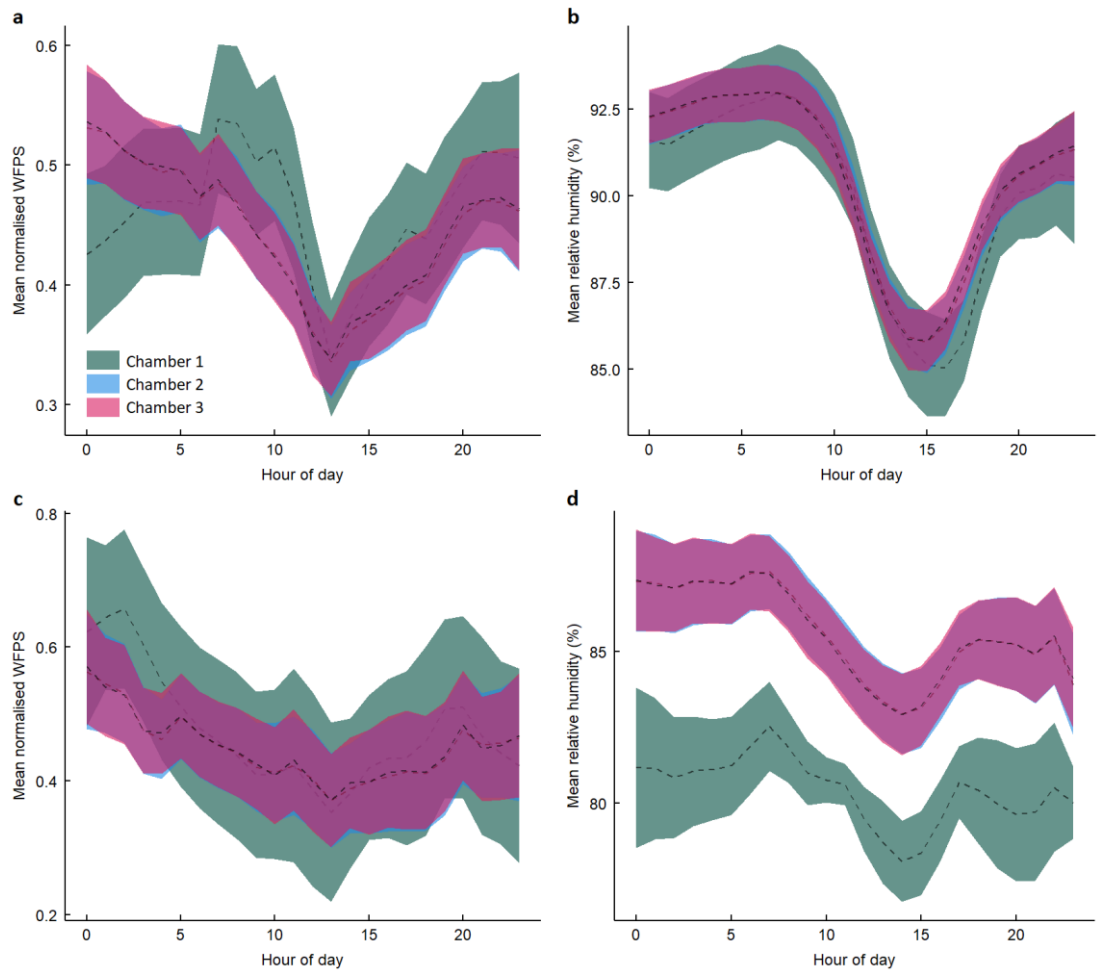 a
Mean normalised WFPS
0.6
0.5
0.4
0.3
Chamber 1
Chamber 2
Chamber 3
0 5 10 15 20
Hour of day
b
Mean relative humidity (%)
92.5
90.0
87.5
85.0
0 5 10 15 20
Hour of day
c
Mean normalised WFPS
0.8
0.6
0.4
0.2
0 5 10 15 20
Hour of day
d
Mean relative humidity (%)
85
80
0 5 10 15 20
Hour of day